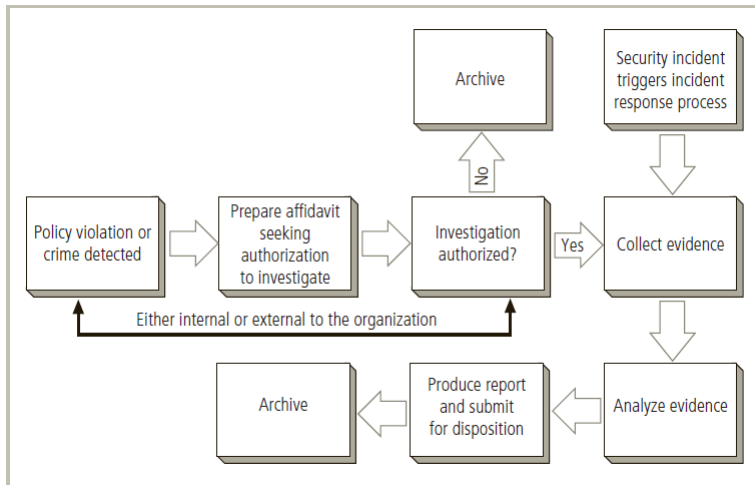 Archive
Security incident
triggers incident
response process
No
Policy violation or
crime detected
Prepare affidavit
seeking
authorization
to investigate
Investigation
authorized?
Yes
Collect evidence
Either internal or external to the organization
Archive
Produce report
and submit
for disposition
Analyze evidence